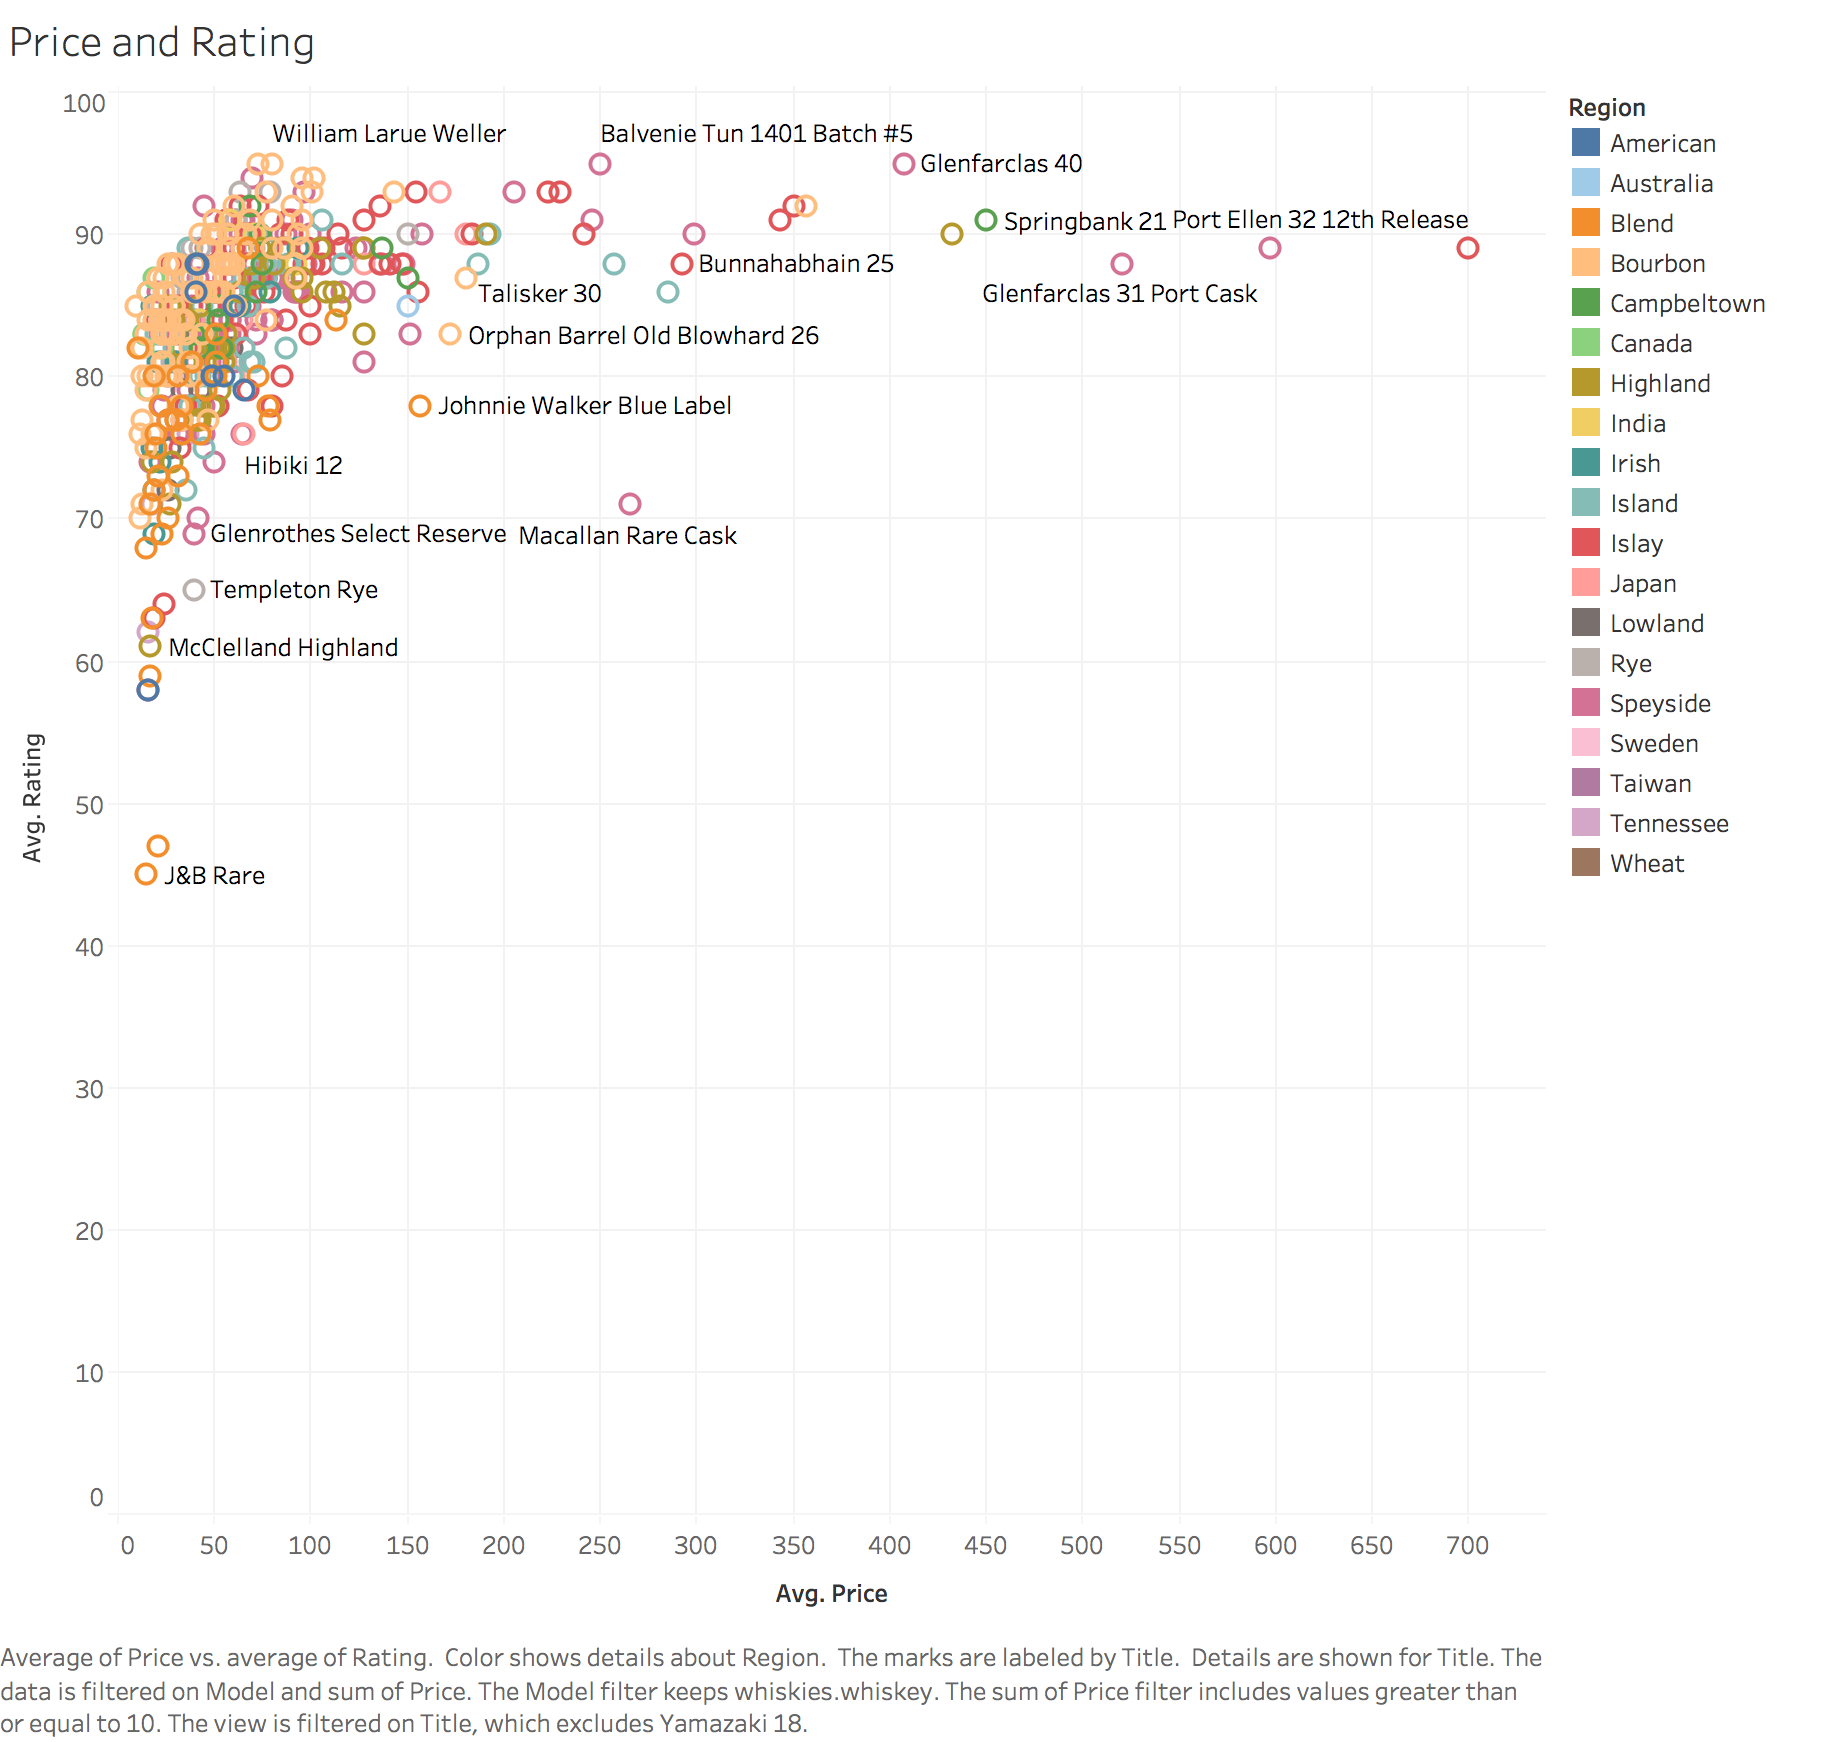 Price and Rating
100
90
80
70
60
50
40
30
20
10
0
Avg. Rating
William Larue Weller
Balvenie Tun 1401 Batch #5
Glenfarclas 40
Springbank 21
Port Ellen 32 12th Release
Bunnahabhain 25
Talisker 30
Glenfarclas 31 Port Cask
Orphan Barrel Old Blowhard 26
Johnnie Walker Blue Label
Hibiki 12
Glenrothes Select Reserve
Macallan Rare Cask
Templeton Rye
McClelland Highland
J&B Rare
0 50 100 150 200 250 300 350 400 450 500 550 600 650 700
Avg. Price
Region
American
Australia
Blend
Bourbon
Campbeltown
Canada
Highland
India
Irish
Island
Islay
Japan
Lowland
Rye
Speyside
Sweden
Taiwan
Tennessee
Wheat
Average of Price vs. average of Rating.  Color shows details about Region.  The marks are labeled by Title.  Details are shown for Title. The
data is filtered on Model and sum of Price. The Model filter keeps whiskies.whiskey. The sum of Price filter includes values greater than
or equal to 10. The view is filtered on Title, which excludes Yamazaki 18.